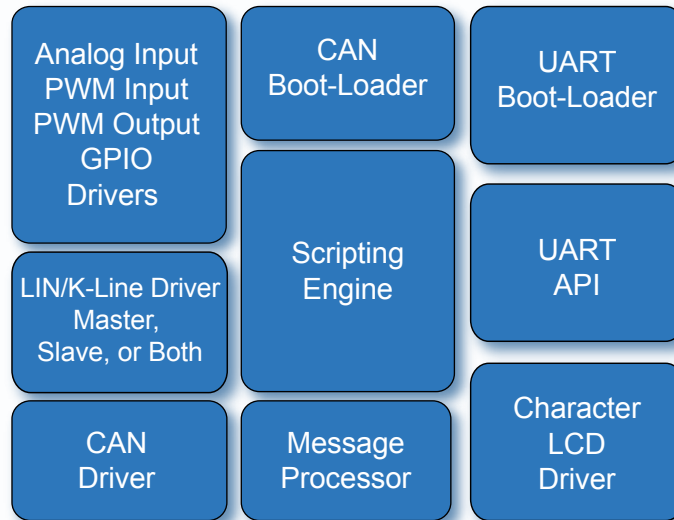 Analog Input
PWM Input
PWM Output
GPIO
Drivers
LIN/K-Line Driver
Master,
Slave, or Both
CAN
Driver
CAN
Boot-Loader
Scripting
Engine
Message
Processor
UART
Boot-Loader
UART
API
Character
LCD
Driver